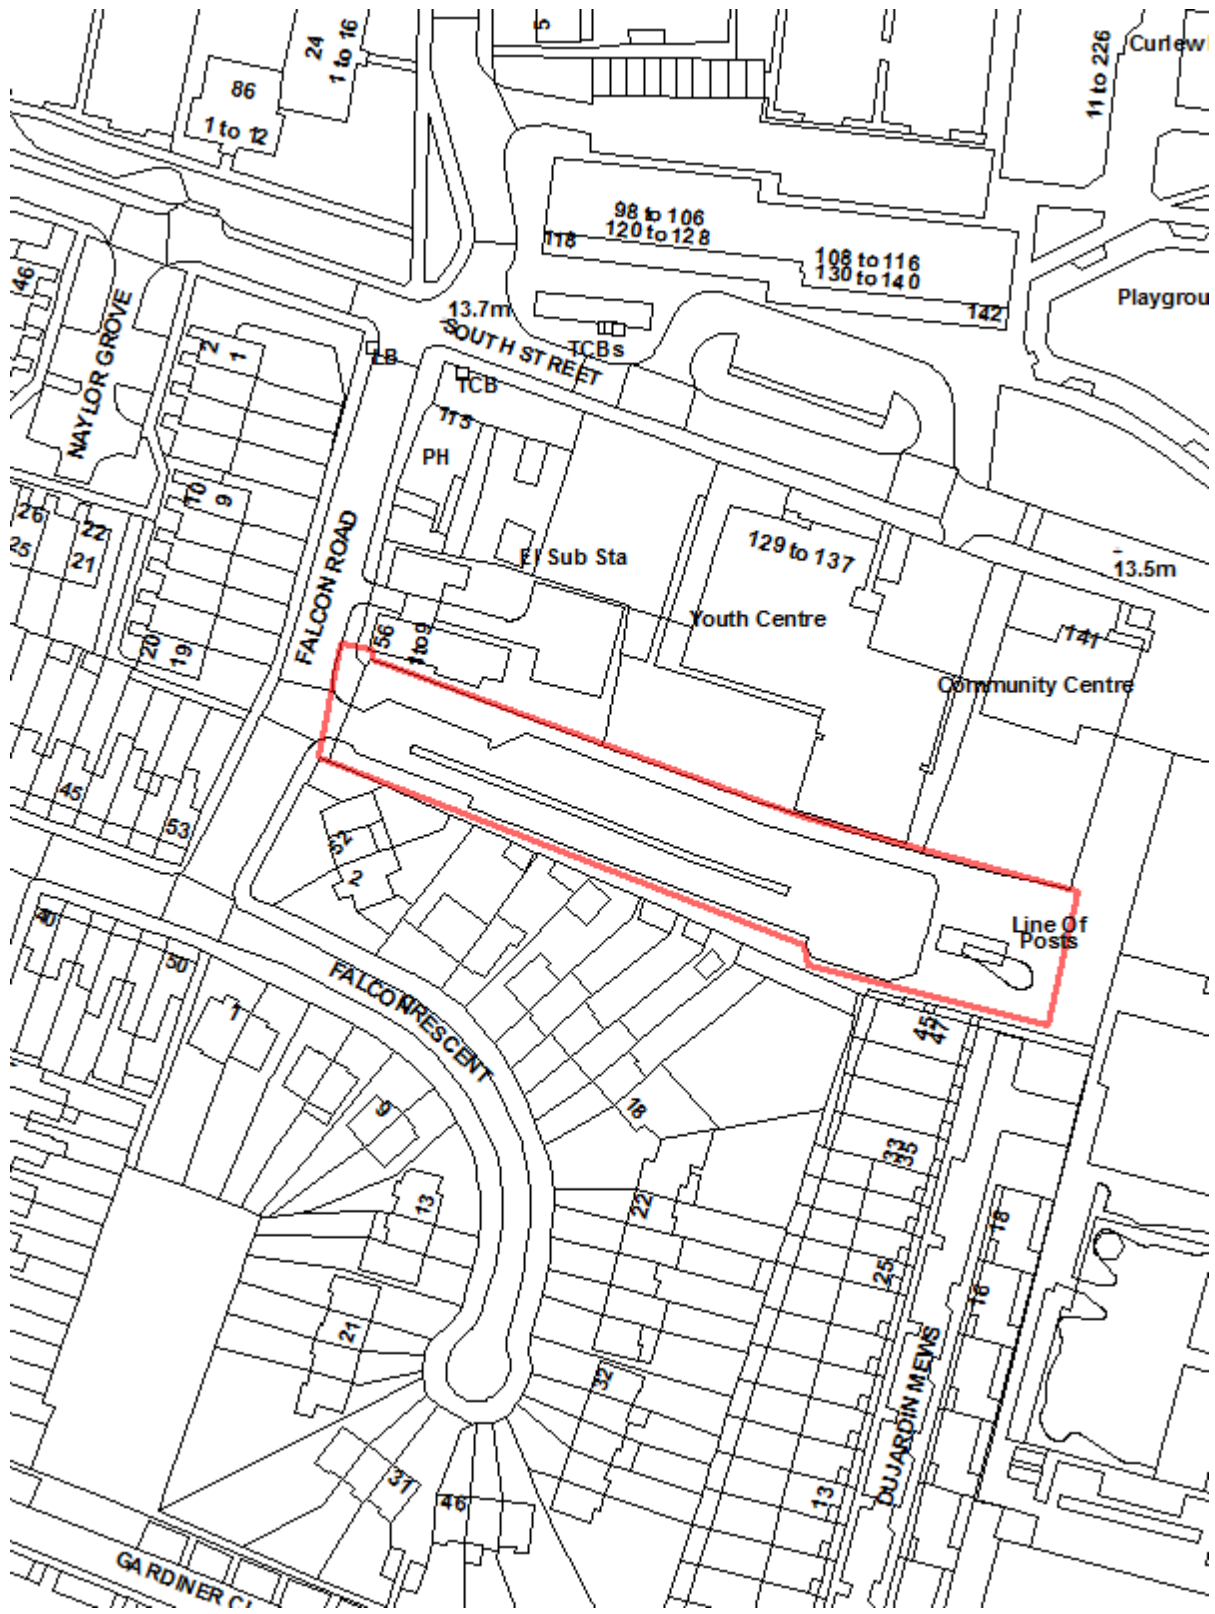 5
24
1 to 16
86
1 to 12
11 to 226
Curlew
98 to 106
120 to 128
118
108 to 116
130 to 140
142
Playgrou
46
NAYLOR GROVE
2
1
13.7m
SOUTH STREET
TCBs
LB
TCB
115
PH
10
9
26
25
22
21
FALCON ROAD
El Sub Sta
129 to 137
13.5m
Youth Centre
141
Community Centre
20
19
56
1 to 9
45
53
52
2
Line Of
Posts
40
50
FALCON CRESCENT
1
9
45
47
18
33
35
13
22
18
25
16
21
32
DUJARDIN MEWS
31
46
13
GARDINER CL